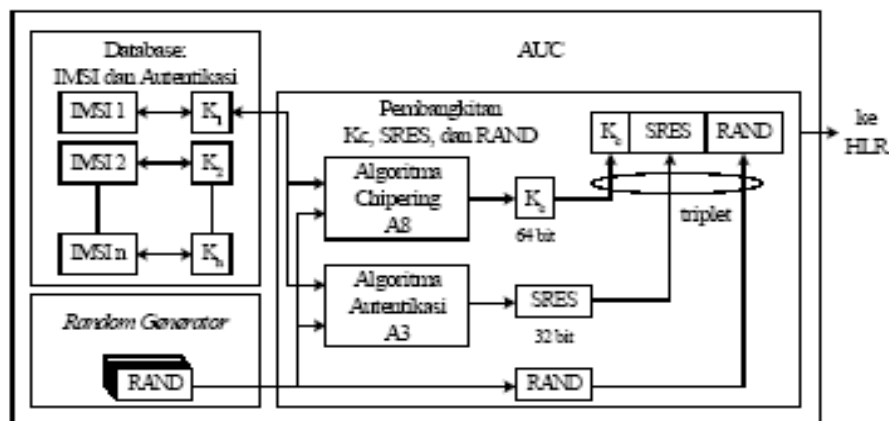 Database:
IMSI dan Autentikasi
IMSI 1
K1
IMSI 2
K2
IMSI n
Kn
Random Generator
RAND
AUC
Pembangkitan
Kc, SRES, dan RAND
Algoritma
Chipering
A8
Kc
64 bit
Algoritma
Autentikasi
A3
SRES
32 bit
RAND
Kc SRES RAND
triplet
ke
HLR